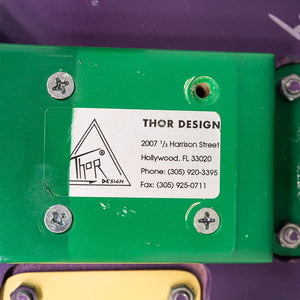 THOR DESIGN
2007 ½ Harrison Street
Hollywood, FL 33020
Phone: (305) 920-3395
Fax: (305) 925-0711
THOR ®
DESIGN